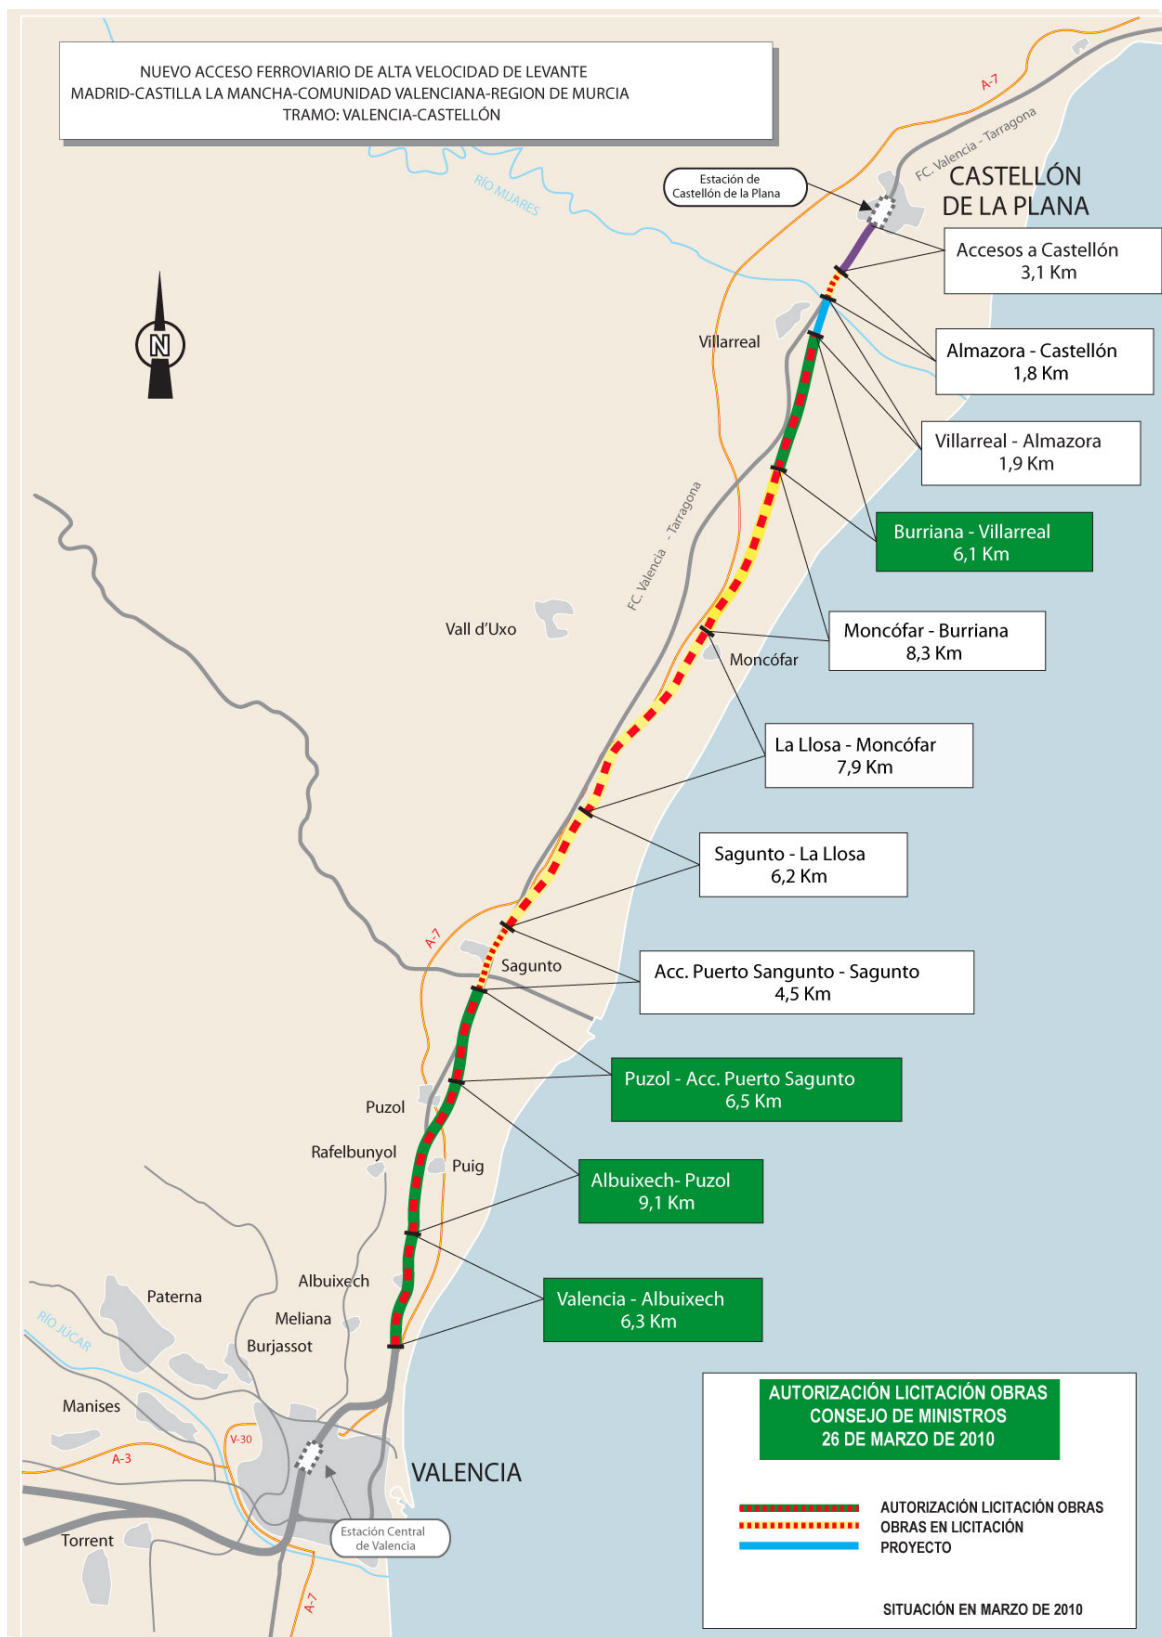 NUEVO ACCESO FERROVIARIO DE ALTA VELOCIDAD DE LEVANTE
MADRID-CASTILLA LA MANCHA-COMUNIDAD VALENCIANA-REGION DE MURCIA
TRAMO: VALENCIA-CASTELLÓN
A-7
FC. Valencia - Tarragona
RÍO MIJARES
Estación de
Castellón de la Plana
CASTELLÓN
DE LA PLANA
Accesos a Castellón
3,1 Km
N
Villarreal
Almazora - Castellón
1,8 Km
Villarreal - Almazora
1,9 Km
Burriana - Villarreal
6,1 Km
FC. Valencia - Tarragona
Vall d'Uxo
Moncófar - Burriana
8,3 Km
Moncófar
La Llosa - Moncófar
7,9 Km
Sagunto - La Llosa
6,2 Km
A-7
Sagunto
Acc. Puerto Sangunto - Sagunto
4,5 Km
Puzol - Acc. Puerto Sagunto
6,5 Km
Puzol
Rafelbunyol
Puig
Albuixech- Puzol
9,1 Km
Albuixech
Valencia - Albuixech
6,3 Km
Paterna
Meliana
RÍO JÚCAR
Burjassot
Manises
V-30
A-3
VALENCIA
Estación Central
de Valencia
Torrent
A-7
AUTORIZACIÓN LICITACIÓN OBRAS
CONSEJO DE MINISTROS
26 DE MARZO DE 2010
AUTORIZACIÓN LICITACIÓN OBRAS
OBRAS EN LICITACIÓN
PROYECTO
SITUACIÓN EN MARZO DE 2010